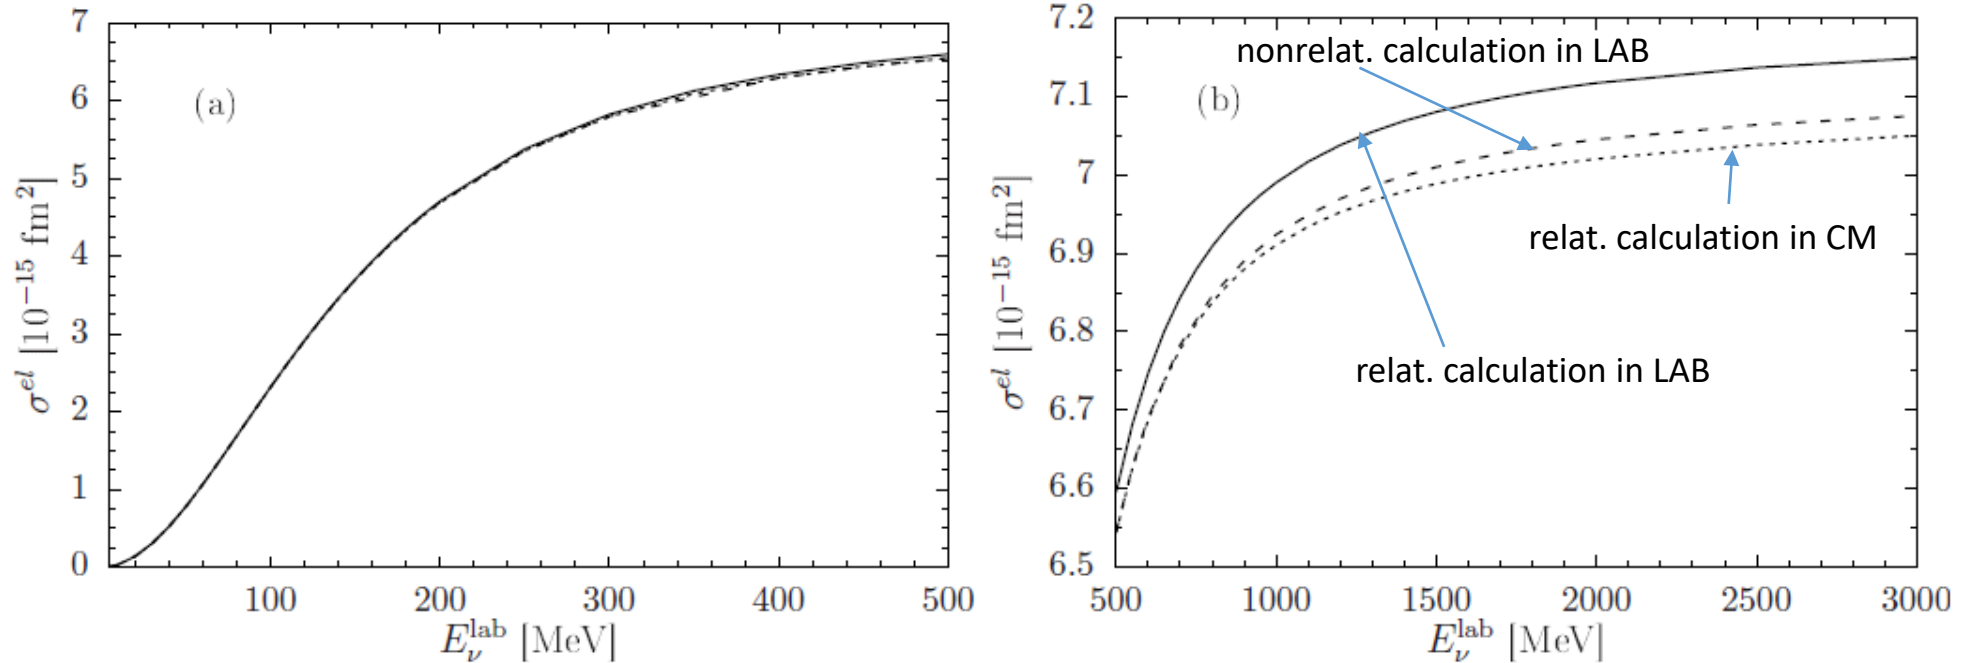 7
6
5
4
3
2
1
0
σ^{el} [10^{−15} fm^2]
(a)
100 200 300 400 500
E_ν^{lab} [MeV]
7.2
7.1
7
6.9
6.8
6.7
6.6
6.5
σ^{el} [10^{−15} fm^2]
nonrelat. calculation in LAB
(b)
relat. calculation in CM
relat. calculation in LAB
500 1000 1500 2000 2500 3000
E_ν^{lab} [MeV]